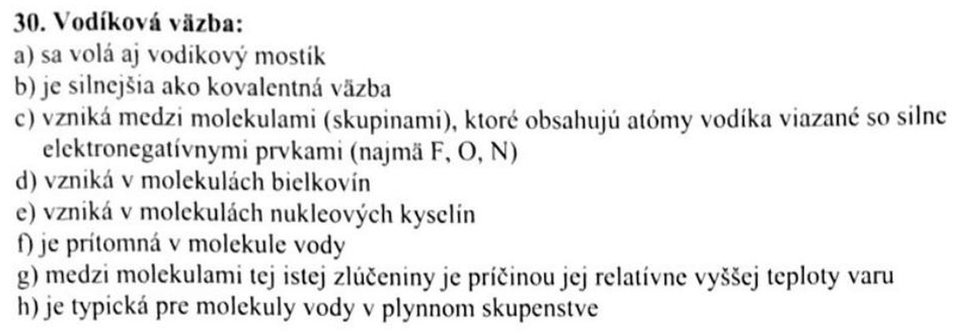 30. Vodíková väzba:
a) sa volá aj vodíkový mostík
b) je silnejšia ako kovalentná väzba
c) vzniká medzi molekulami (skupinami), ktoré obsahujú atómy vodíka viazané so silne
elektronegatívnymi prvkami (najmä F, O, N)
d) vzniká v molekulách bielkovín
e) vzniká v molekulách nukleových kyselín
f) je prítomná v molekule vody
g) medzi molekulami tej istej zlúčeniny je príčinou jej relatívne vyššej teploty varu
h) je typická pre molekuly vody v plynnom skupenstve